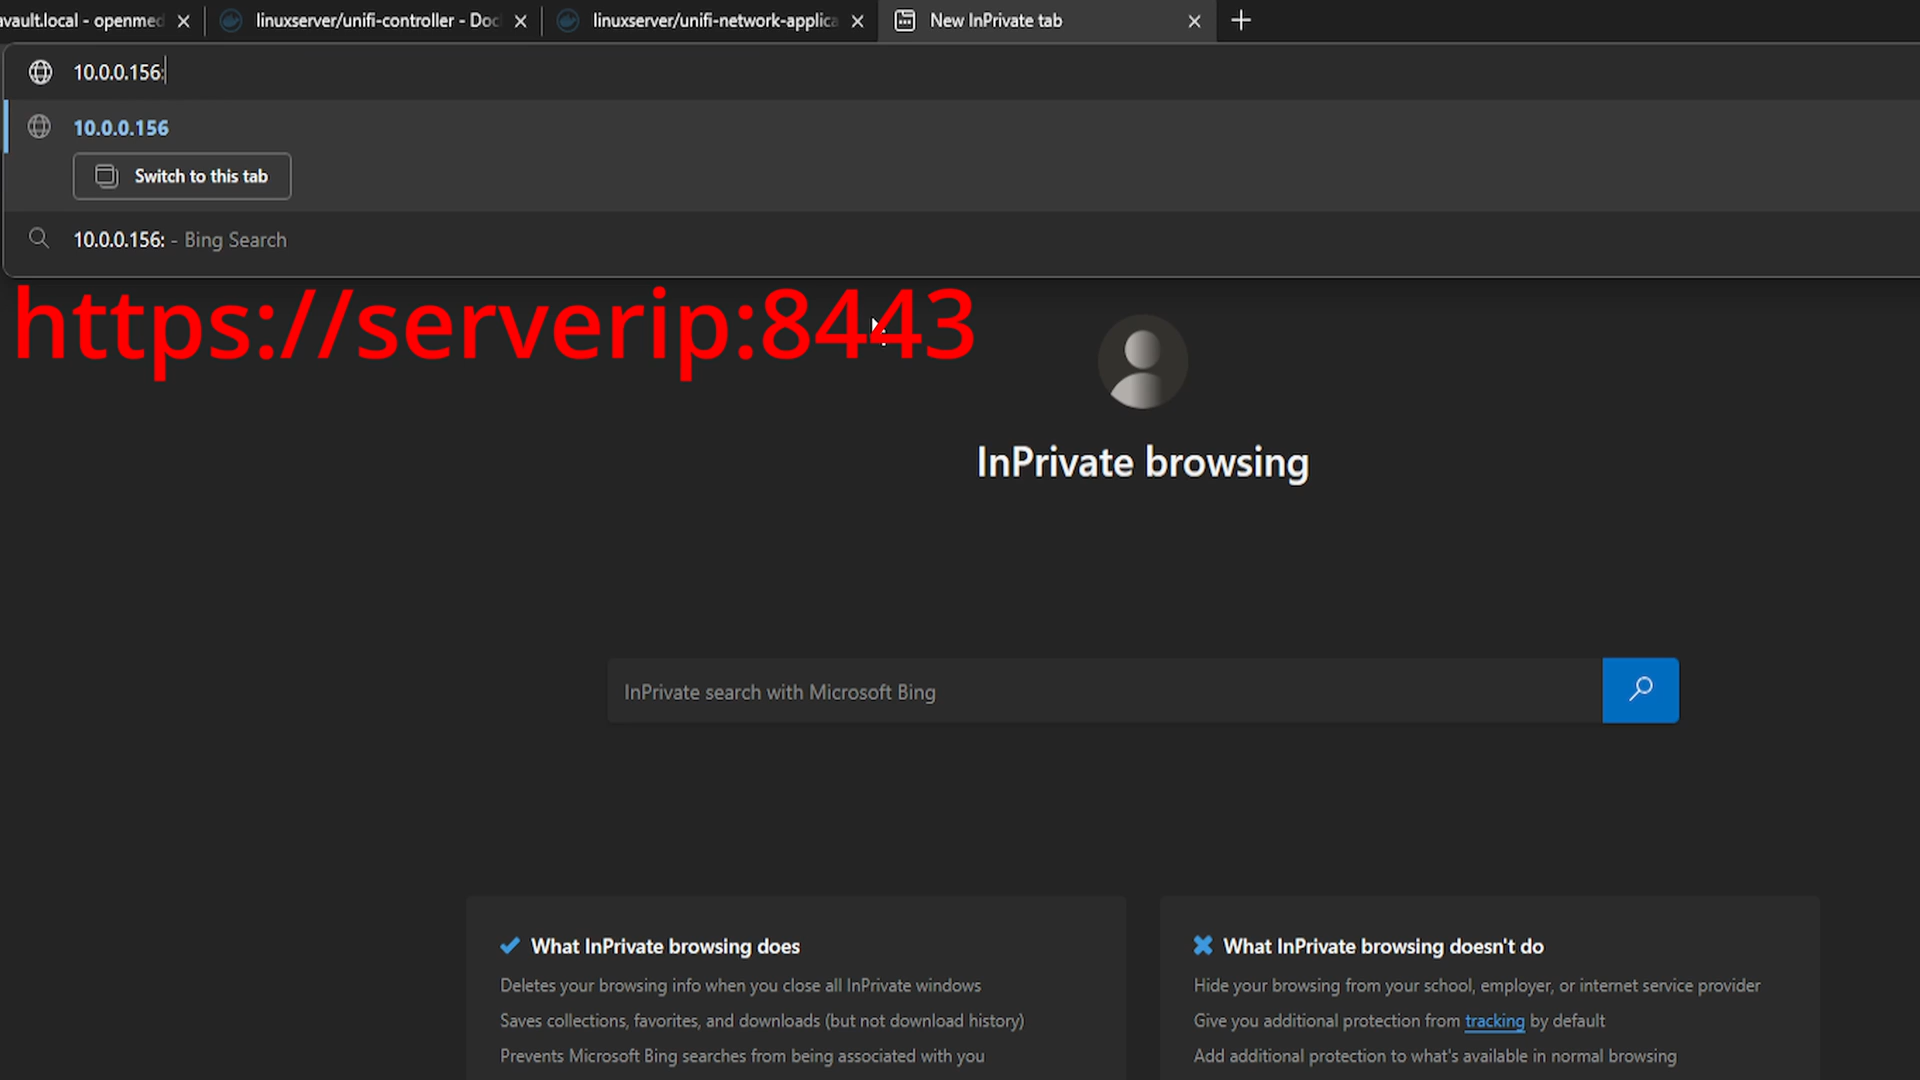 avault.local - openmed
linuxserver/unifi-controller - Doc
linuxserver/unifi-network-applica
New InPrivate tab
10.0.0.156:
10.0.0.156
Switch to this tab
10.0.0.156: - Bing Search
https://serverip:8443
InPrivate browsing
InPrivate search with Microsoft Bing
What InPrivate browsing does
Deletes your browsing info when you close all InPrivate windows
Saves collections, favorites, and downloads (but not download history)
Prevents Microsoft Bing searches from being associated with you
What InPrivate browsing doesn't do
Hide your browsing from your school, employer, or internet service provider
Give you additional protection from tracking by default
Add additional protection to what's available in normal browsing